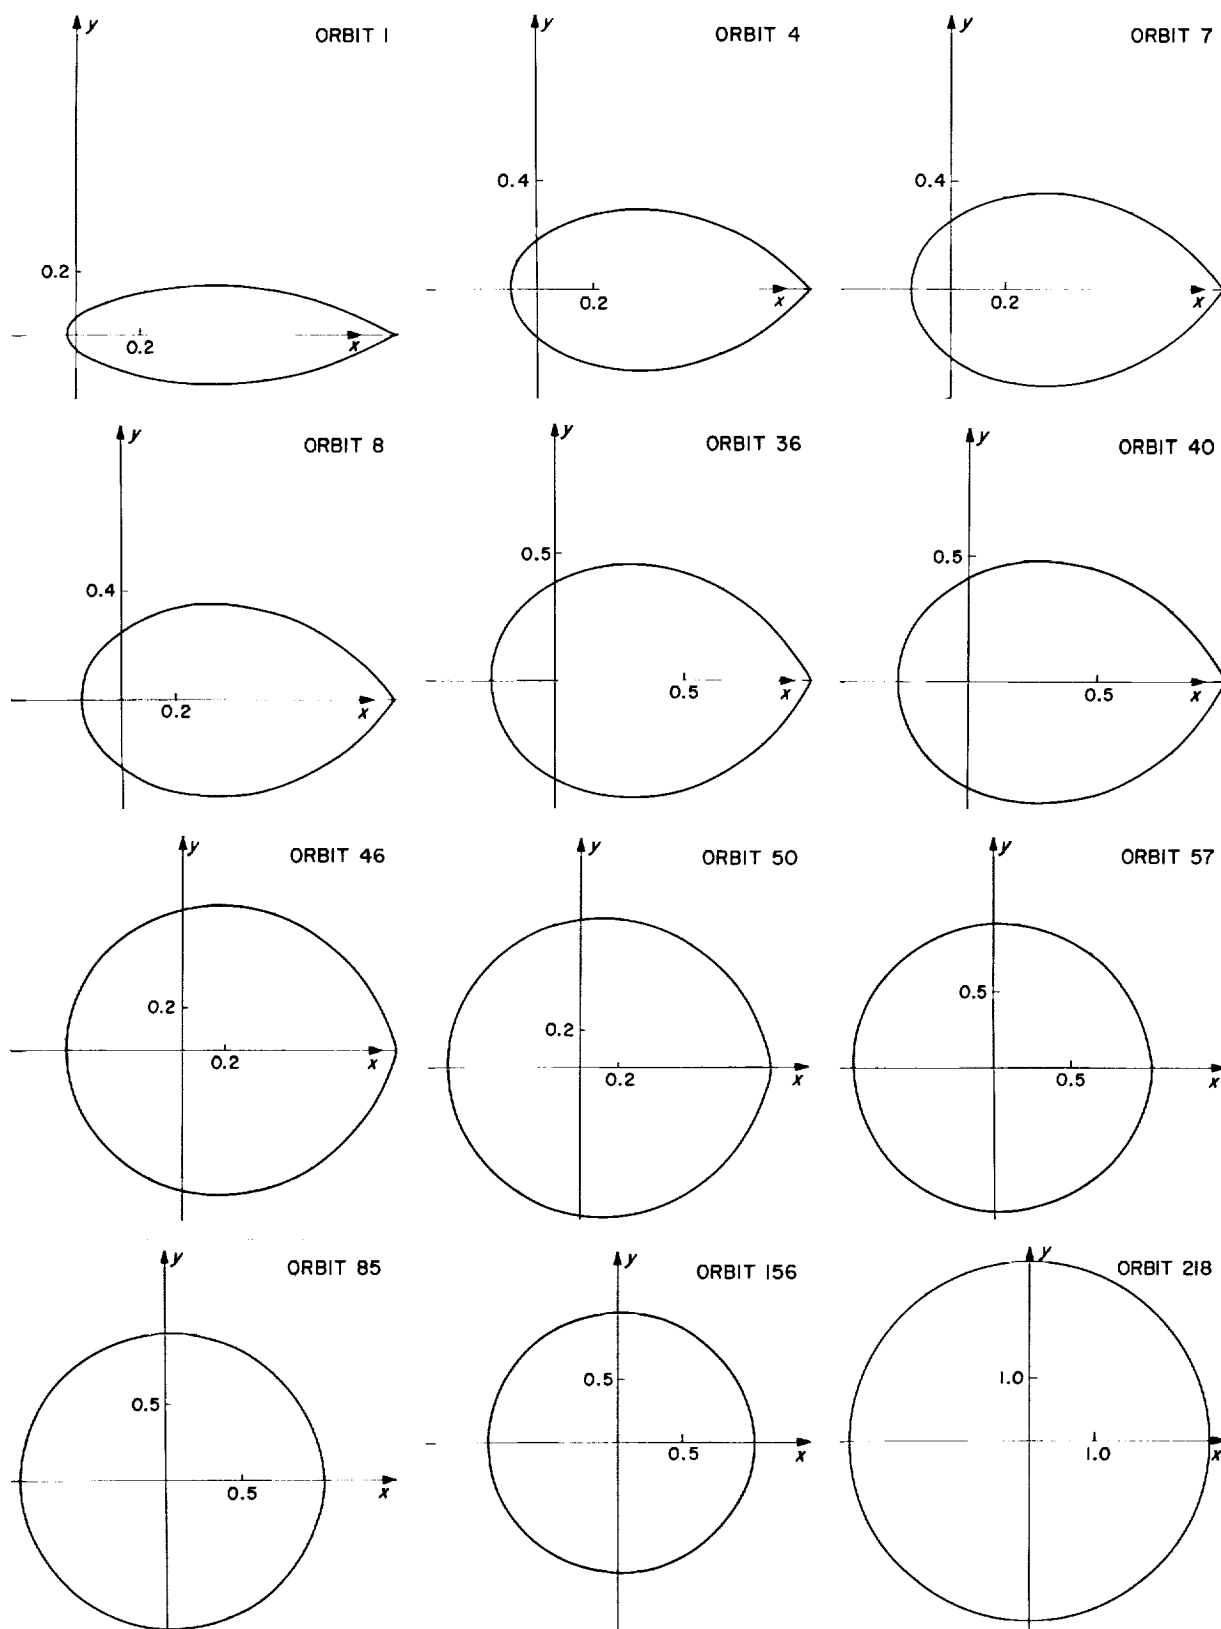 y ORBIT 1
0.2
0.2 x
y ORBIT 4
0.4
0.2 x
y ORBIT 7
0.4
0.2 x
y ORBIT 8
0.4
0.2 x
y ORBIT 36
0.5
0.5 x
y ORBIT 40
0.5
0.5 x
y ORBIT 46
0.2
0.2 x
y ORBIT 50
0.2
0.2 x
y ORBIT 57
0.5
0.5 x
y ORBIT 85
0.5
0.5 x
y ORBIT 156
0.5
0.5 x
y ORBIT 218
1.0
1.0 x